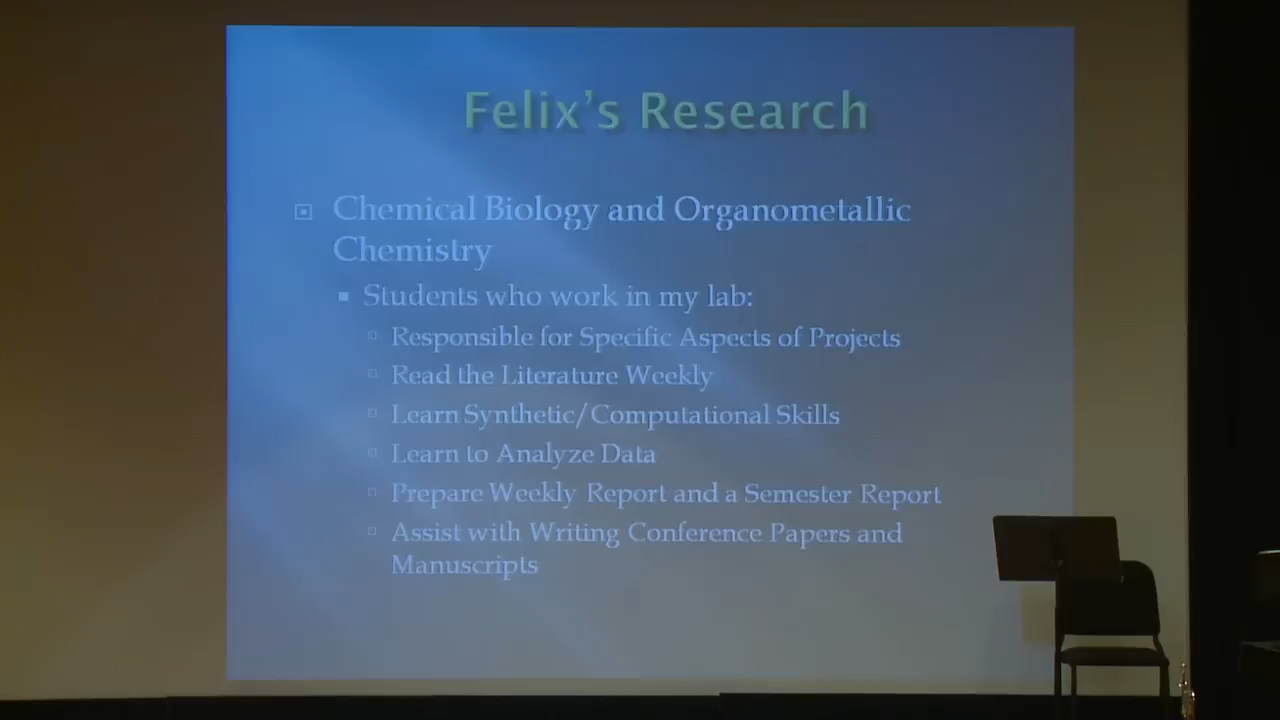 Felix's Research
Chemical Biology and Organometallic
Chemistry
Students who work in my lab:
Responsible for Specific Aspects of Projects
Read the Literature Weekly
Learn Synthetic/Computational Skills
Learn to Analyze Data
Prepare Weekly Report and a Semester Report
Assist with Writing Conference Papers and
Manuscripts